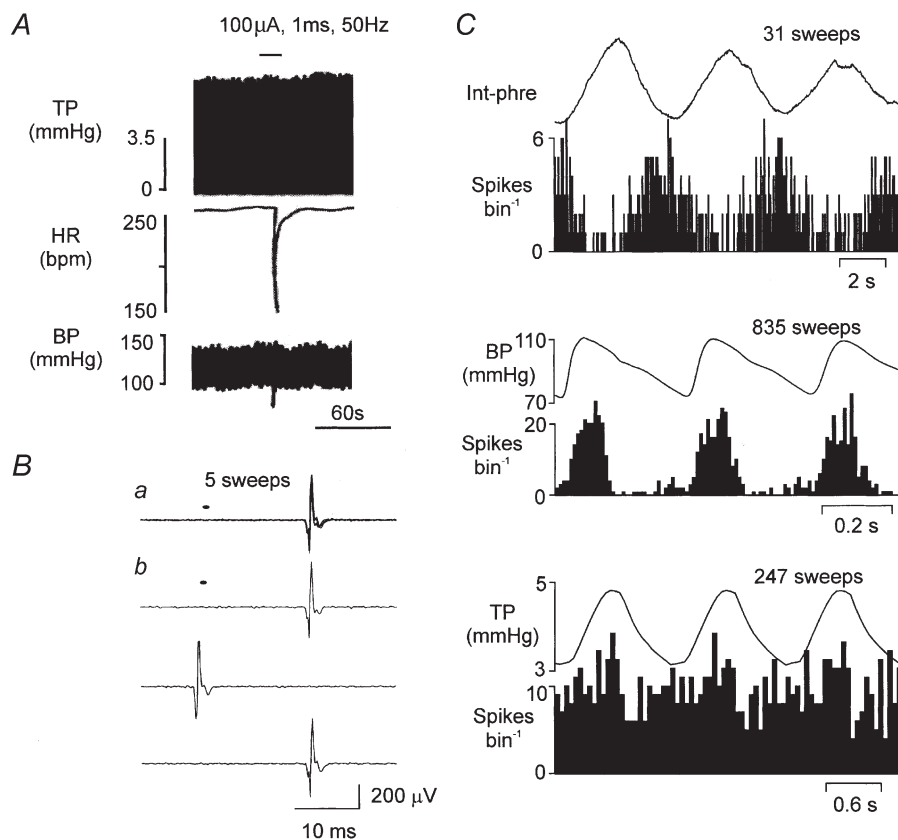 A
100µA, 1ms, 50Hz
TP
(mmHg)
3.5
0
HR
(bpm)
250
150
BP
(mmHg)
150
100
60s
B
5 sweeps
a
b
200 µV
10 ms
C
31 sweeps
Int-phre
6
Spikes
bin⁻¹
0
2 s
835 sweeps
BP
(mmHg)
110
70
20
Spikes
bin⁻¹
0
0.2 s
247 sweeps
5
TP
(mmHg)
3
10
Spikes
bin⁻¹
0
0.6 s